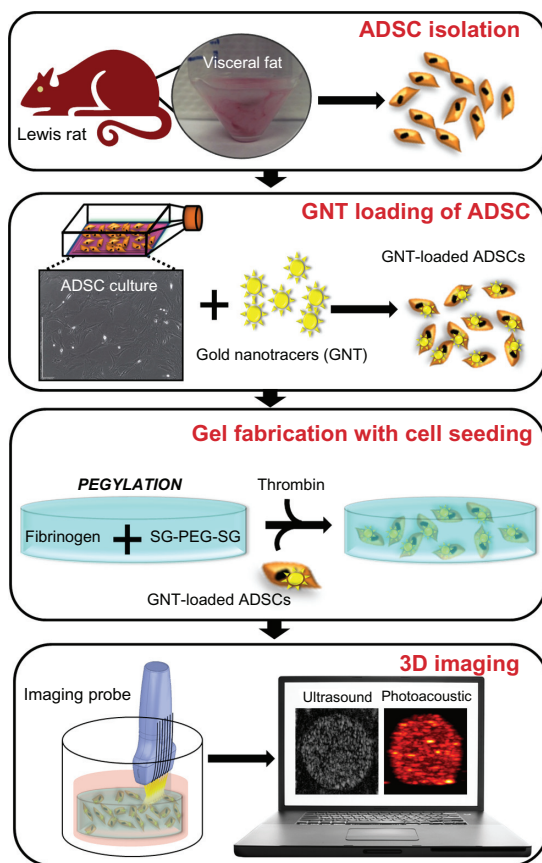 ADSC isolation
Visceral fat
Lewis rat
GNT loading of ADSC
GNT-loaded ADSCs
ADSC culture
Gold nanotracers (GNT)
Gel fabrication with cell seeding
PEGYLATION
Thrombin
Fibrinogen + SG-PEG-SG
GNT-loaded ADSCs
3D imaging
Imaging probe
Ultrasound Photoacoustic